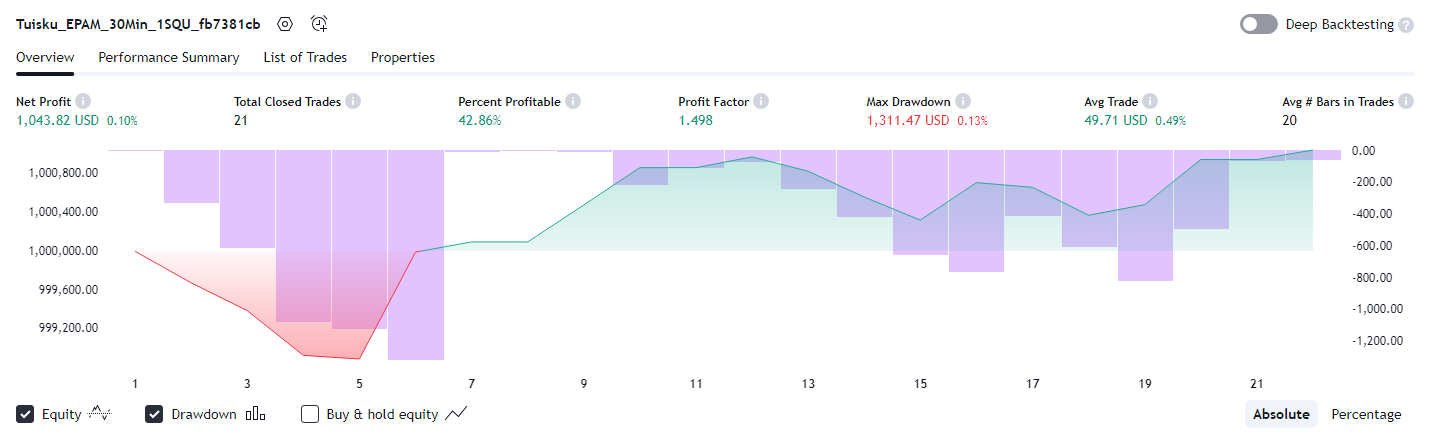 Tuisku_EPAM_30Min_1SQU_fb7381cb
Deep Backtesting ?
Overview Performance Summary List of Trades Properties
Net Profit i Total Closed Trades i Percent Profitable i Profit Factor i Max Drawdown i Avg Trade i Avg # Bars in Trades i
1,043.82 USD 0.10% 21 42.86% 1.498 1,311.47 USD 0.13% 49.71 USD 0.49% 20
1,000,800.00
1,000,400.00
1,000,000.00
999,600.00
999,200.00
0.00
-200.00
-400.00
-600.00
-800.00
-1,000.00
-1,200.00
1 3 5 7 9 11 13 15 17 19 21
Equity Drawdown Buy & hold equity Absolute Percentage